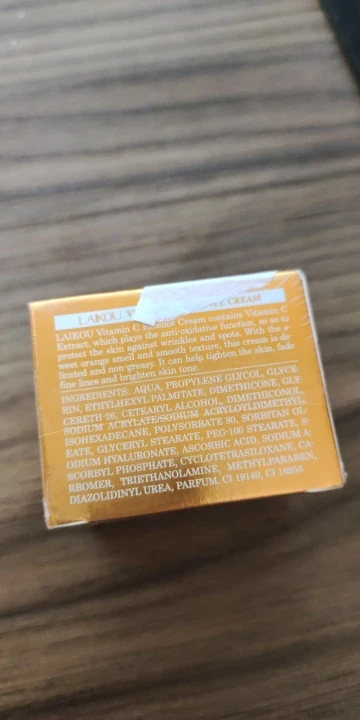 LAIKOU CREAM
LAIKOU Vitamin C Cream contains Vitamin C
Extract, which plays the anti-oxidative function, so as to
protect the skin against wrinkles and spots. With the s-
weet orange smell and smooth texture, this cream is de-
licated and non-greasy. It can help tighten the skin, fade
fine lines and brighten skin tone.
INGREDIENTS: AQUA, PROPYLENE GLYCOL, GLYCE-
RIN, ETHYLHEXYL PALMITATE, DIMETHICONE, GLY-
CERETH-26, CETEARYL ALCOHOL, DIMETHICONOL,
SODIUM ACRYLATE/SODIUM ACRYLOYLDIMETHYL,
ISOHEXADECANE, POLYSORBATE 80, SORBITAN OL-
EATE, GLYCERYL STEARATE, PEG-100 STEARATE, S-
ODIUM HYALURONATE, ASCORBIC ACID, SODIUM A
SCORBYL PHOSPHATE, CYCLOTETRASILOXANE, CA-
RBOMER, TRIETHANOLAMINE, METHYLPARABEN,
DIAZOLIDINYL UREA, PARFUM, CI 19140, CI 16255